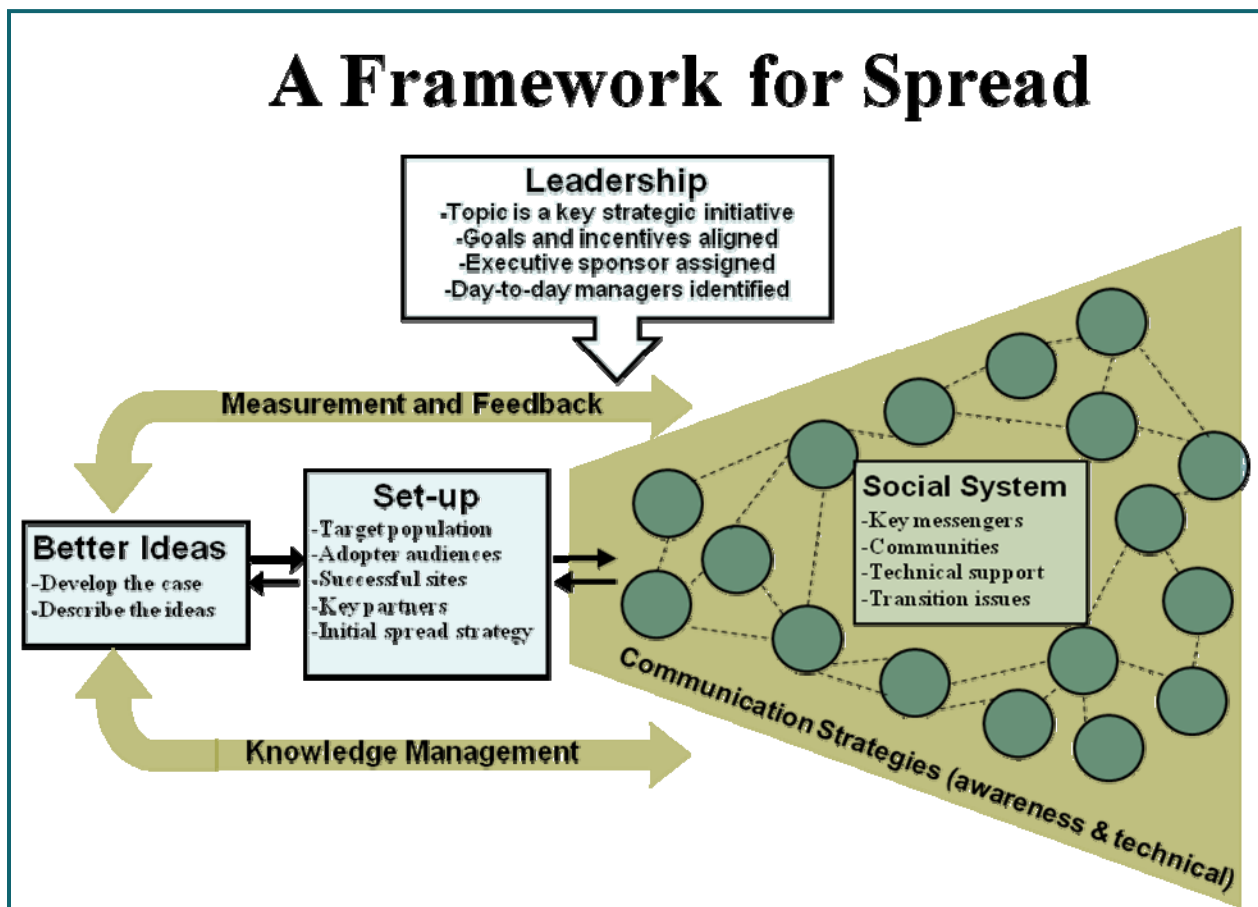 A Framework for Spread
Leadership
-Topic is a key strategic initiative
-Goals and incentives aligned
-Executive sponsor assigned
-Day-to-day managers identified
Measurement and Feedback
Better Ideas
-Develop the case
-Describe the ideas
Set-up
-Target population
-Adopter audiences
-Successful sites
-Key partners
-Initial spread strategy
Social System
-Key messengers
-Communities
-Technical support
-Transition issues
Knowledge Management
Communication Strategies (awareness & technical)